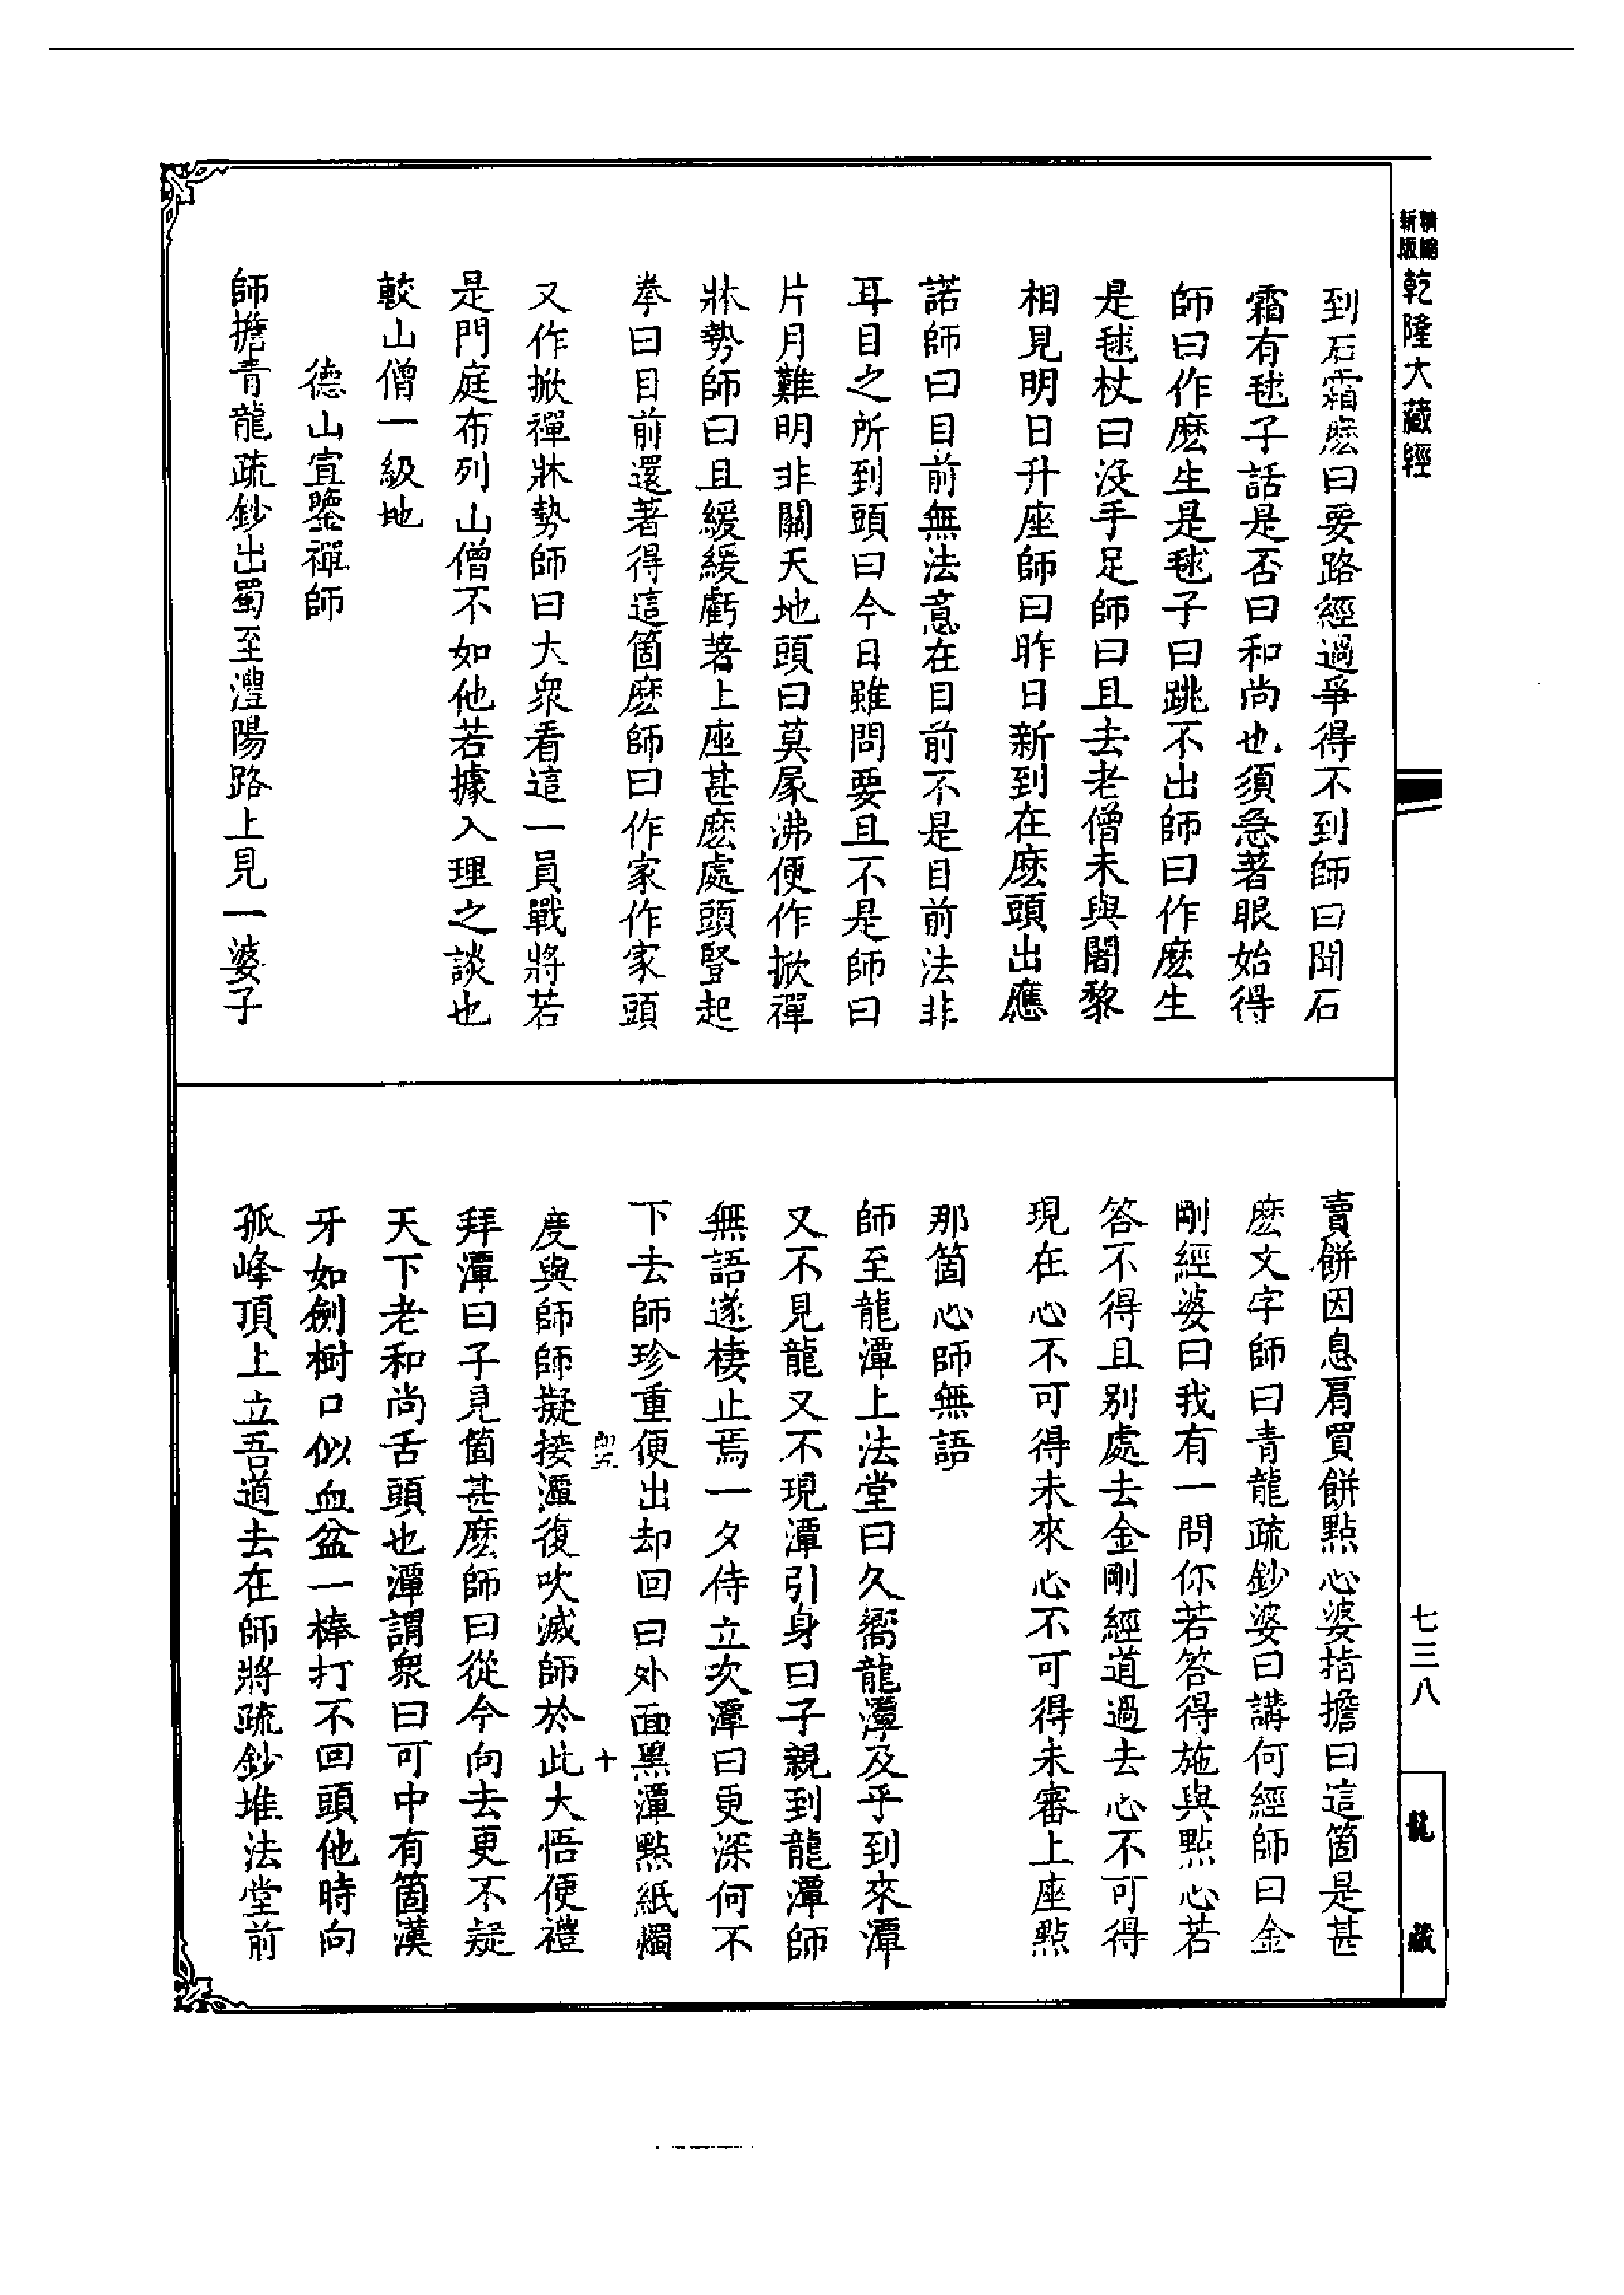 精縮新版
乾隆大藏經
到石霜麽曰要路經過爭得不到師曰聞石
霜有毬子話是否曰和尚也須急著眼始得
師曰作麽生是毬子曰跳不出師曰作麽生
是毬杖曰沒手足師曰且去老僧未與闍黎
相見明日升座師曰昨日新到在麽頭出應
諾師曰目前無法意在目前不是目前法非
耳目之所到頭曰今日雖問要且不是師曰
片月難明非關天地頭曰莫㞘沸便作掀禪
牀勢師曰且緩緩虧著上座甚麽處頭豎起
拳曰目前還著得這箇麽師曰作家作家頭
又作掀禪牀勢師曰大衆看這一員戰將若
是門庭布列山僧不如他若據入理之談也
較山僧一級地
德山宣鑒禪師
師擔青龍疏鈔出蜀至澧陽路上見一婆子
賣餅因息肩買餅點心婆指擔曰這箇是甚
麽文字師曰青龍疏鈔婆曰講何經師曰金
剛經婆曰我有一問你若答得施與點心若
答不得且別處去金剛經道過去心不可得
現在心不可得未來心不可得未審上座點
那箇心師無語
師至龍潭上法堂曰久嚮龍潭及乎到來潭
又不見龍又不現潭引身曰子親到龍潭師
無語遂棲止焉一夕侍立次潭曰更深何不
下去師珍重便出却回曰外面黑潭點紙燭
十
度與師師擬接潭復吹滅師於此大悟便禮
拜潭曰子見箇甚麽師曰從今向去更不疑
天下老和尚舌頭也潭謂衆曰可中有箇漢
牙如劍樹口似血盆一棒打不回頭他時向
孤峰頂上立吾道去在師將疏鈔堆法堂前
七三八
龍藏